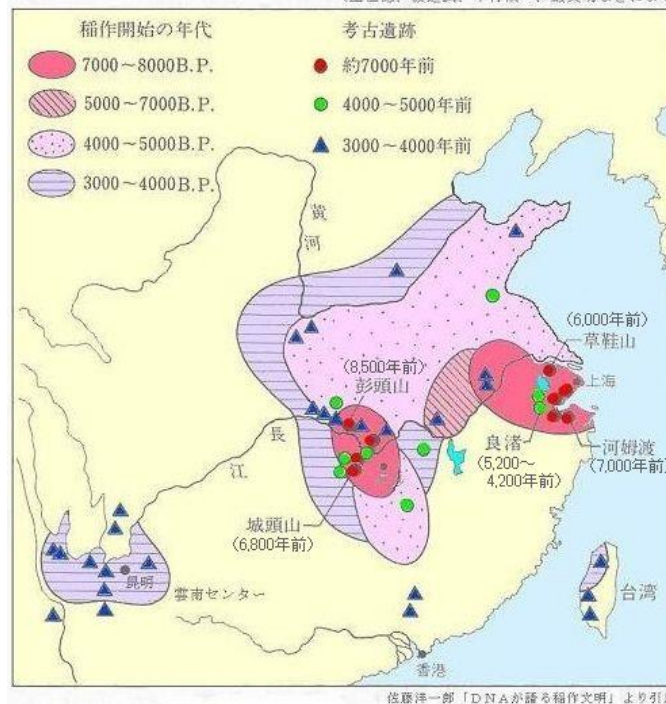 稲作開始の年代
7000～8000B.P.
5000～7000B.P.
4000～5000B.P.
3000～4000B.P.
考古遺跡
約7000年前
4000～5000年前
3000～4000年前
黄
河
(6,000年前)
草鞋山
(8,500年前)
彭頭山
上海
長
江
良渚
(5,200～
4,200年前)
河姆渡
(7,000年前)
城頭山
(6,800年前)
昆明
雲南センター
台湾
香港
佐藤洋一郎「DNAが語る稲作文明」より引